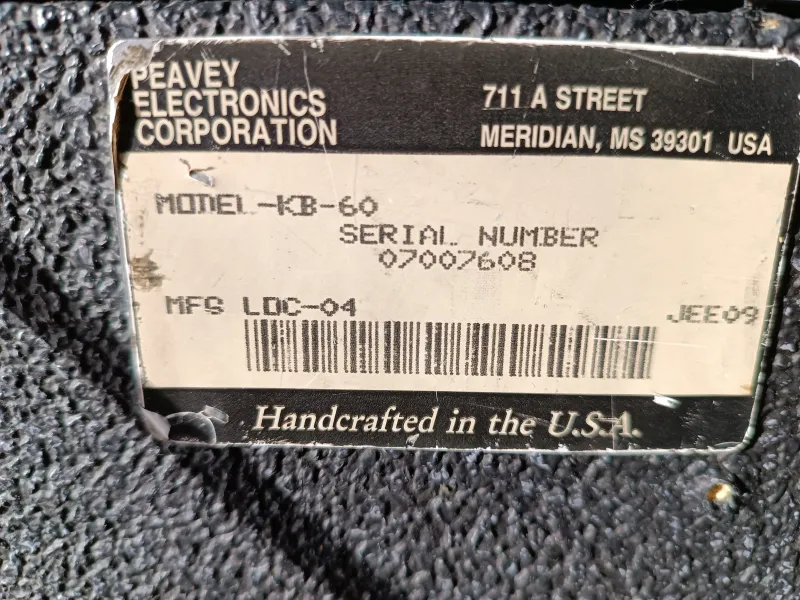 PEAVEY
ELECTRONICS
CORPORATION
711 A STREET
MERIDIAN, MS 39301 USA
MODEL-KB-60
SERIAL NUMBER
07007608
MFG LOC-04
JEE09
Handcrafted in the U.S.A.